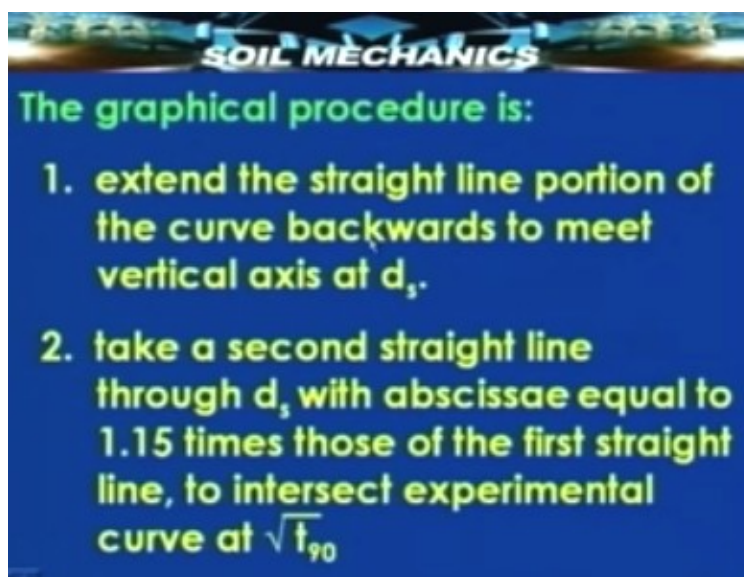 SOIL MECHANICS
The graphical procedure is:
1. extend the straight line portion of
the curve backwards to meet
vertical axis at dₛ.
2. take a second straight line
through dₛ with abscissae equal to
1.15 times those of the first straight
line, to intersect experimental
curve at √t₉₀